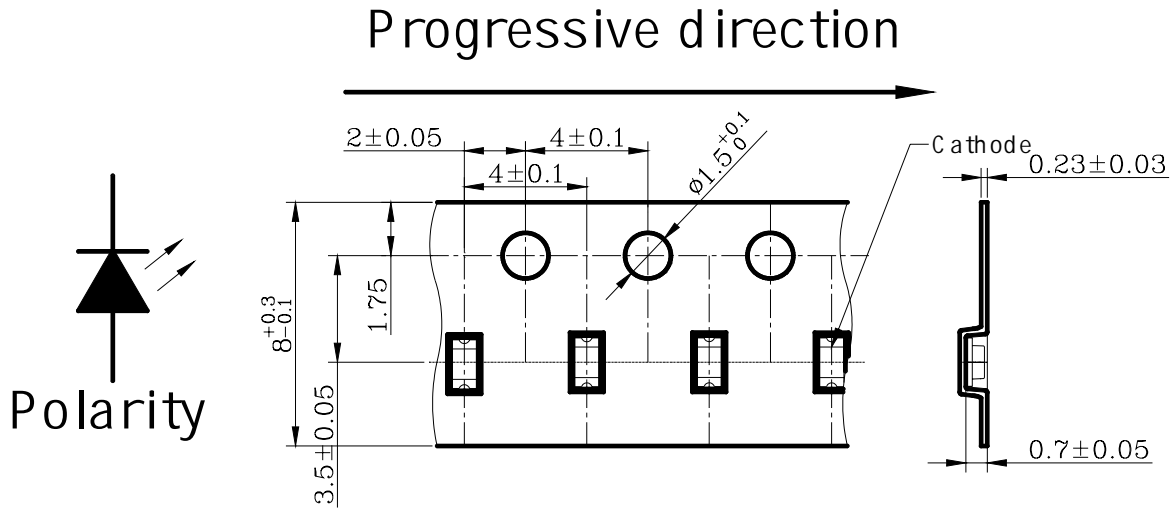 Progressive direction
2±0.05
4±0.1
4±0.1
ø1.5 +0.1 0
Cathode
0.23±0.03
8 +0.3 -0.1
1.75
3.5±0.05
Polarity
0.7±0.05